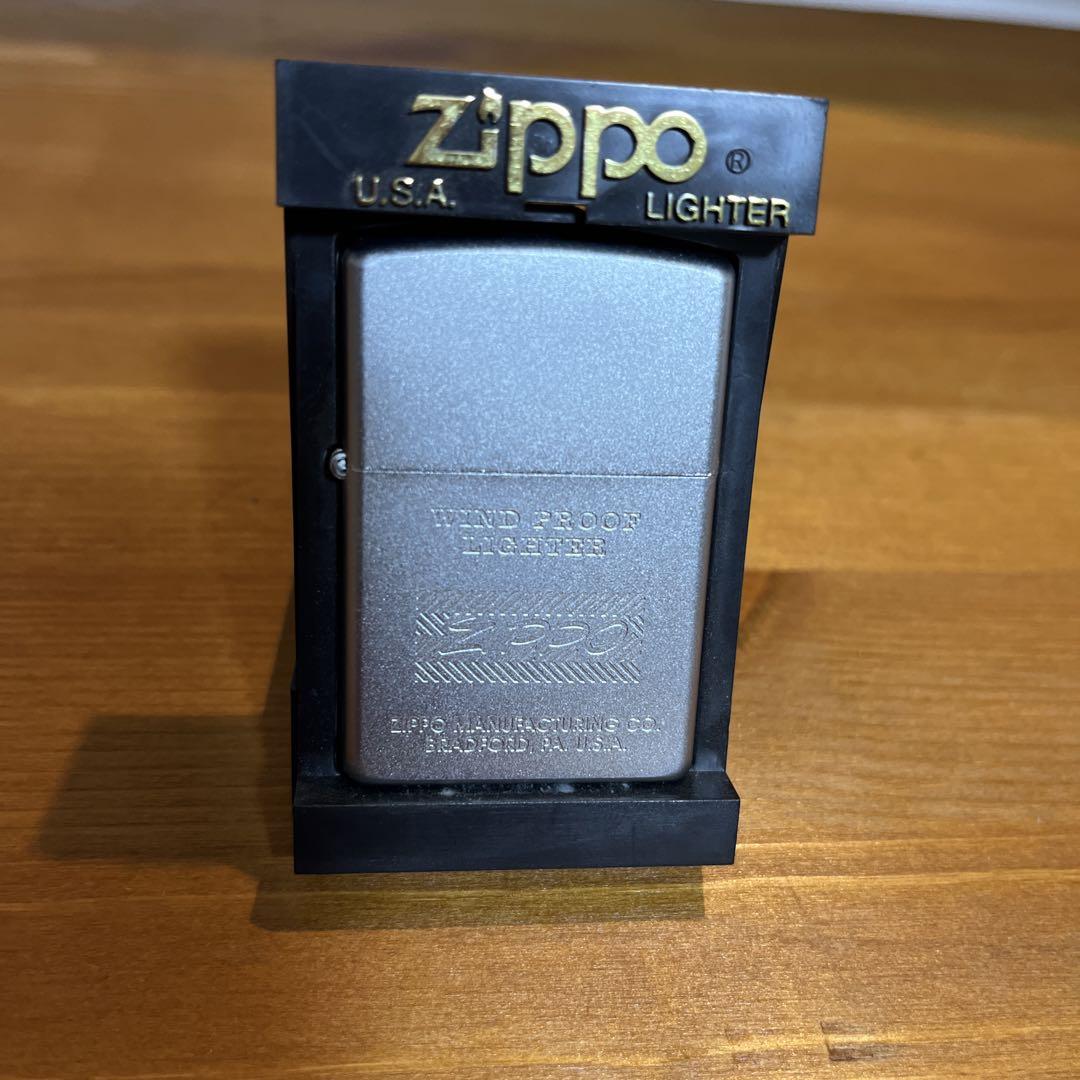 Zippo ®
U.S.A. LIGHTER
WIND PROOF
LIGHTER
ZIPPO
ZIPPO MANUFACTURING CO.
BRADFORD, PA. U.S.A.